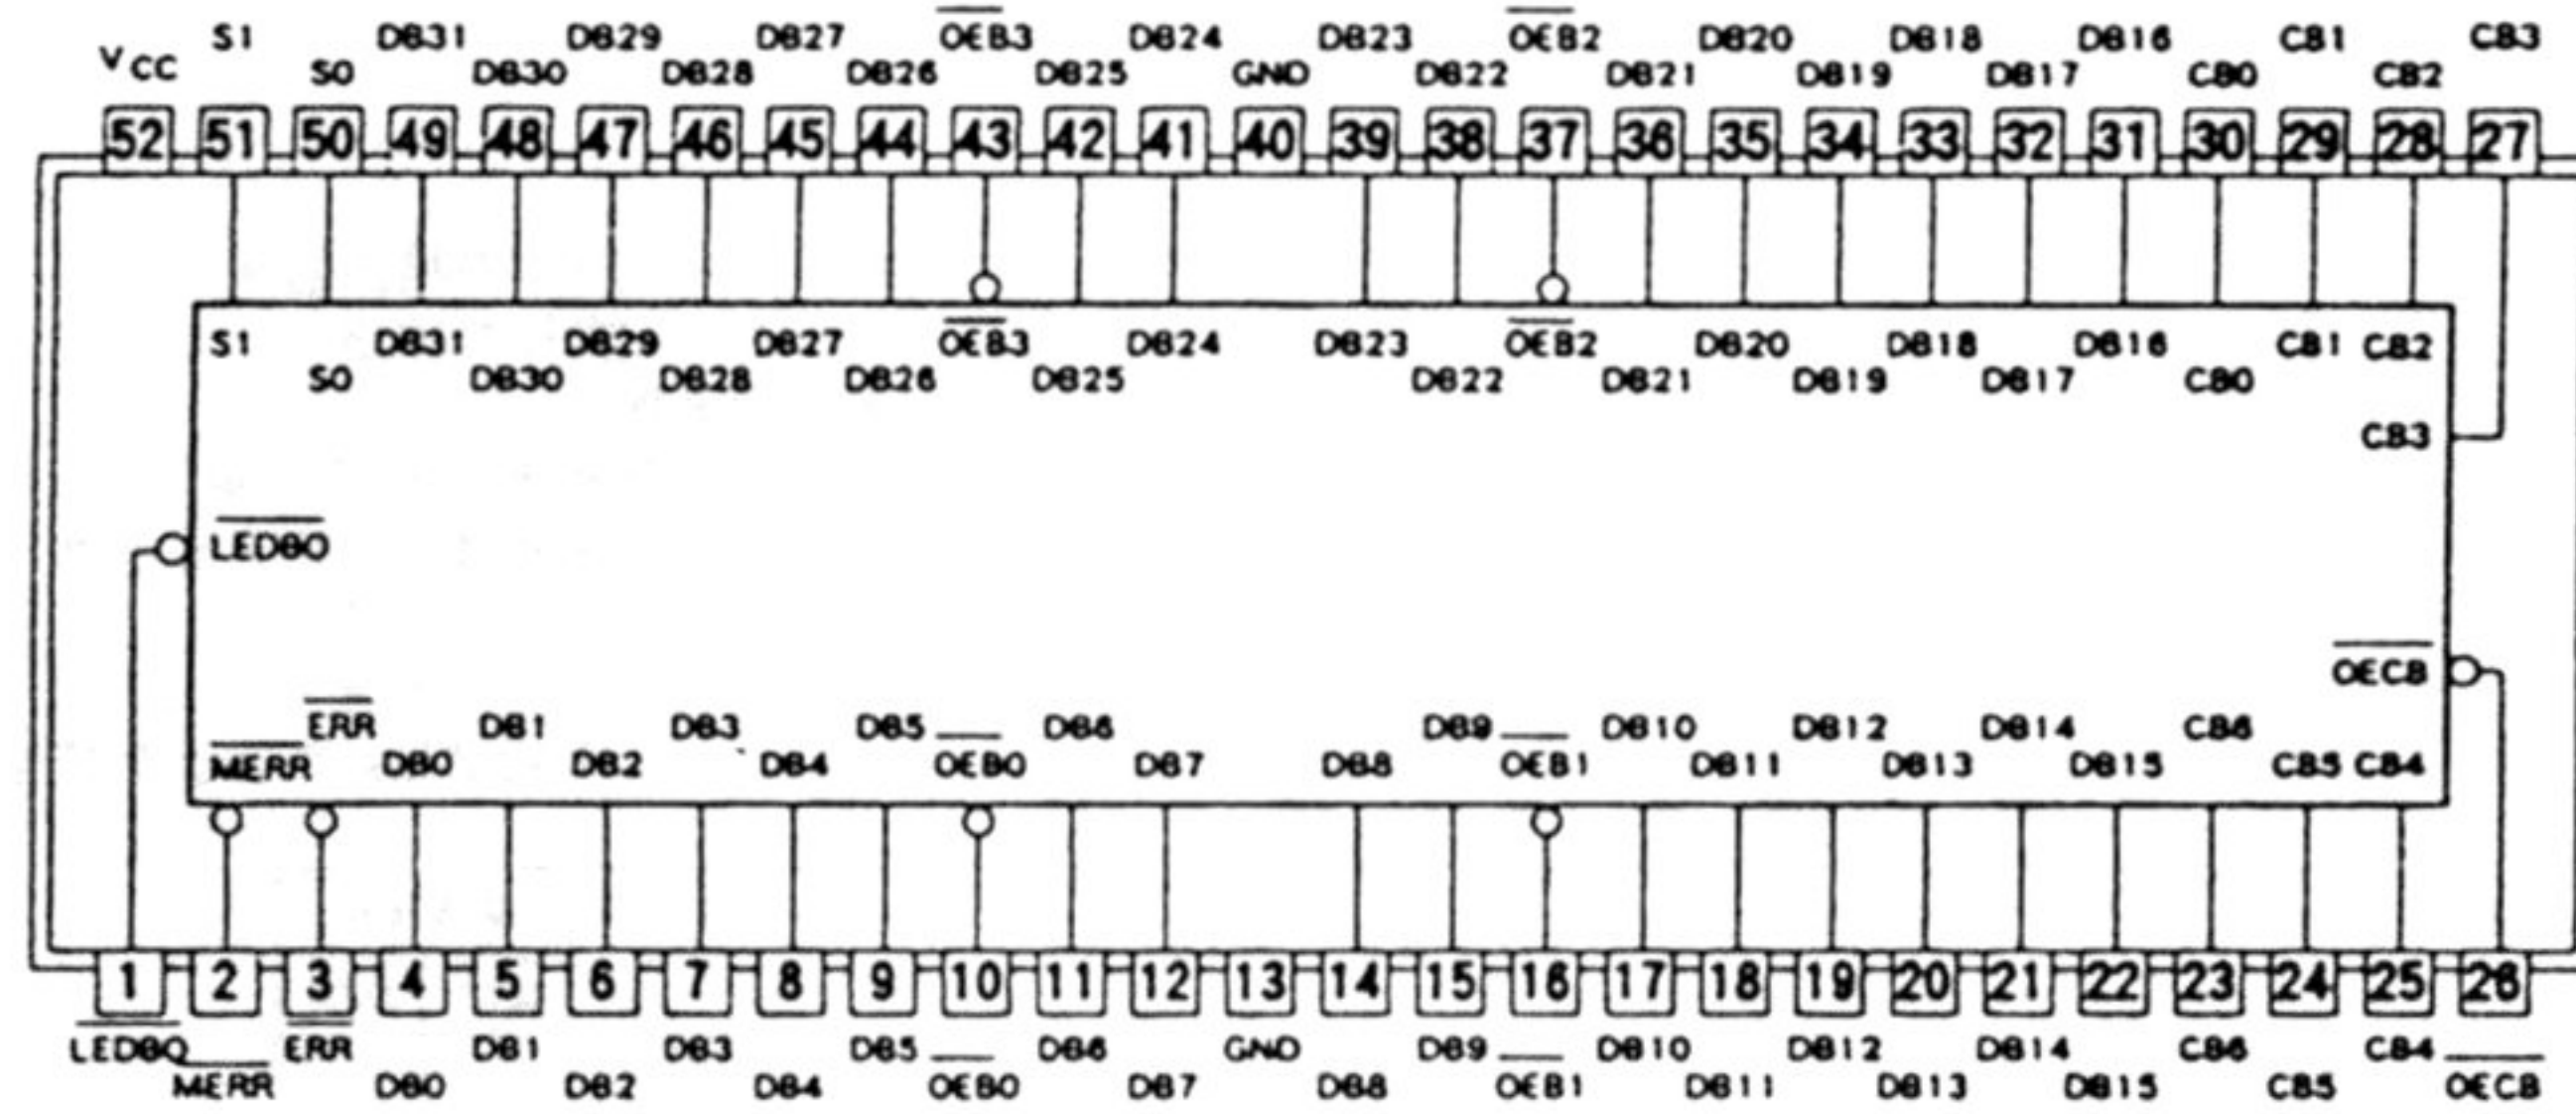 S1 DB31 DB29 DB27 OEB3 DB24 DB23 OEB2 DB20 DB18 DB16 CB1 CB3
VCC S0 DB30 DB28 DB26 DB25 GND DB22 DB21 DB19 DB17 CB0 CB2
52 51 50 49 48 47 46 45 44 43 42 41 40 39 38 37 36 35 34 33 32 31 30 29 28 27
S1 DB31 DB29 DB27 OEB3 DB24 DB23 OEB2 DB20 DB18 DB16 CB1 CB2
S0 DB30 DB28 DB26 DB25 DB22 DB21 DB19 DB17 CB0
CB3
LEDBO
OECB
ERR DB1 DB3 DB5 DB6 DB9 DB10 DB12 DB14 CB6
MERR DB0 DB2 DB4 OEB0 DB7 DB8 OEB1 DB11 DB13 DB15 CB5 CB4
1 2 3 4 5 6 7 8 9 10 11 12 13 14 15 16 17 18 19 20 21 22 23 24 25 26
LEDBO ERR DB1 DB3 DB5 DB6 GND DB9 DB10 DB12 DB14 CB6 CB4
MERR DB0 DB2 DB4 OEB0 DB7 DB8 OEB1 DB11 DB13 DB15 CB5 OECB